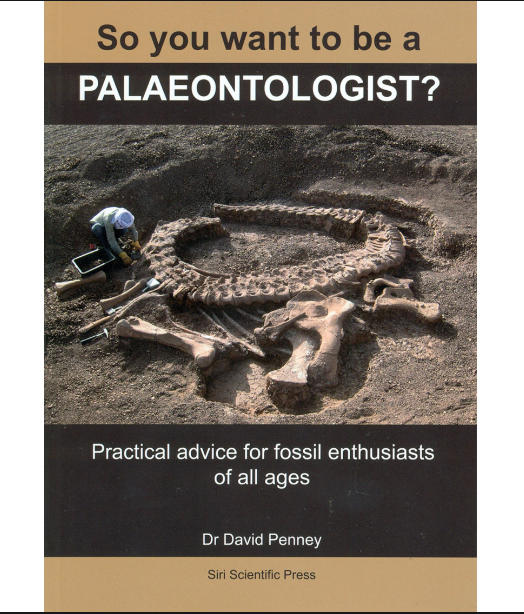 So you want to be a
PALAEONTOLOGIST?
Practical advice for fossil enthusiasts
of all ages
Dr David Penney
Siri Scientific Press